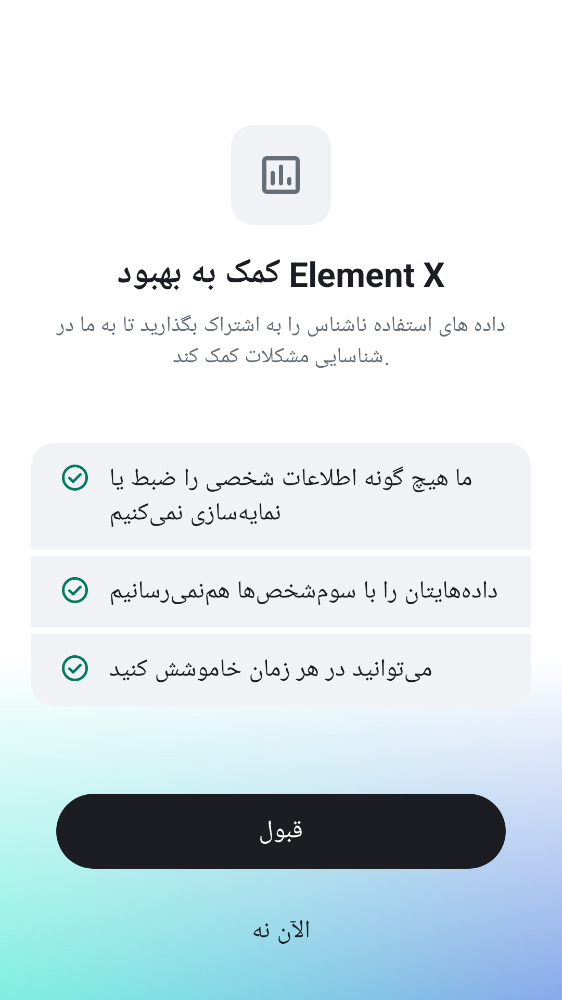 کمک به بهبود Element X
داده های استفاده ناشناس را به اشتراک بگذارید تا به ما در
شناسایی مشکلات کمک کند.
ما هیچ گونه اطلاعات شخصی را ضبط یا
نمایه‌سازی نمی‌کنیم
داده‌هایتان را با سوم‌شخص‌ها هم‌نمی‌رسانیم
می‌توانید در هر زمان خاموشش کنید
قبول
الآن نه